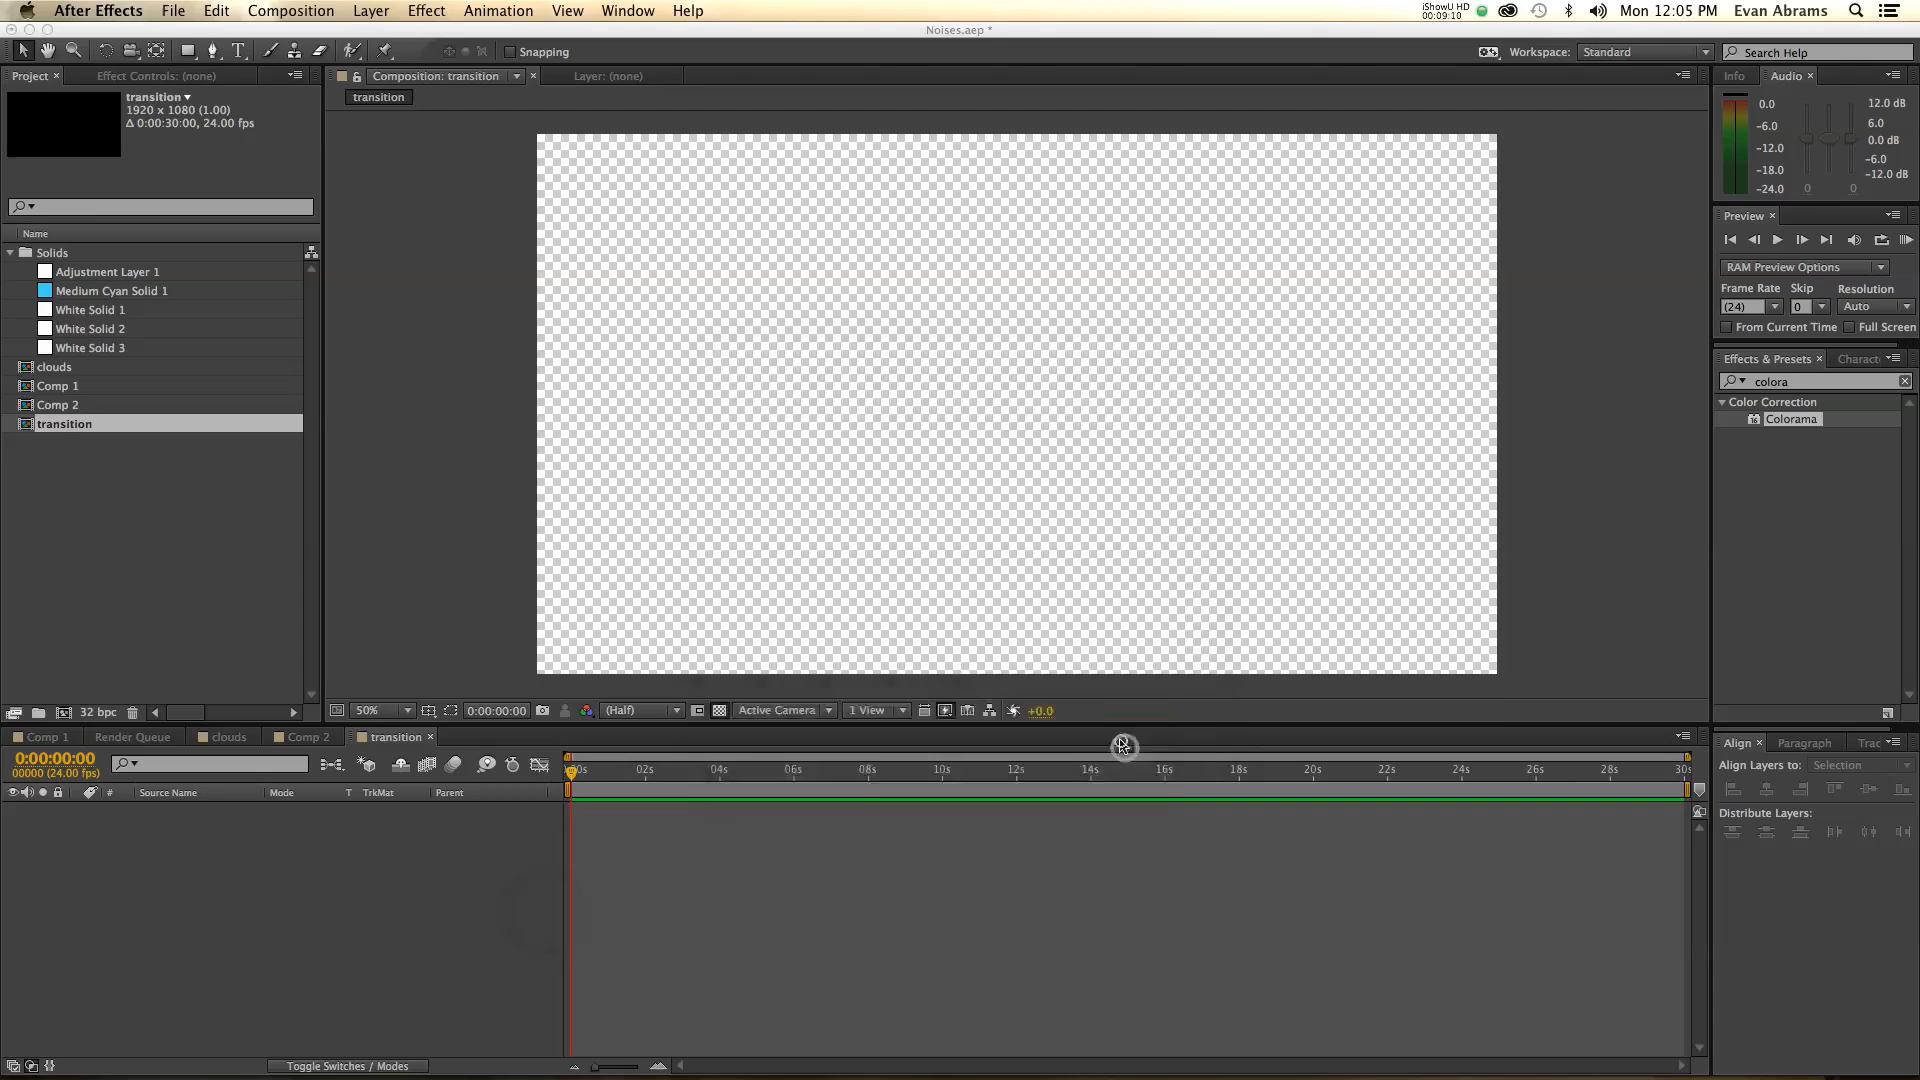 After Effects File Edit Composition Layer Effect Animation View Window Help iShowU HD 00:09:10 Mon 12:05 PM Evan Abrams
Noises.aep *
Snapping Workspace: Standard Search Help
Project Effect Controls: (none) Composition: transition Layer: (none) Info Audio
transition
transition
1920 x 1080 (1.00)
Δ 0:00:30:00, 24.00 fps
0.0
-6.0
-12.0
-18.0
-24.0
12.0 dB
6.0
0.0 dB
-6.0
-12.0 dB
0 0
Preview
RAM Preview Options
Frame Rate Skip Resolution
(24) 0 Auto
From Current Time Full Screen
Name
Solids
Adjustment Layer 1
Medium Cyan Solid 1
White Solid 1
White Solid 2
White Solid 3
clouds
Comp 1
Comp 2
transition
Effects & Presets Charact
colora
Color Correction
Colorama
32 bpc
50% 0:00:00:00 (Half) Active Camera 1 View +0.0
Comp 1 Render Queue clouds Comp 2 transition
0:00:00:00
00000 (24.00 fps)
00s 02s 04s 06s 08s 10s 12s 14s 16s 18s 20s 22s 24s 26s 28s 30s
# Source Name Mode T TrkMat Parent
Align Paragraph Trac
Align Layers to: Selection
Distribute Layers:
Toggle Switches / Modes